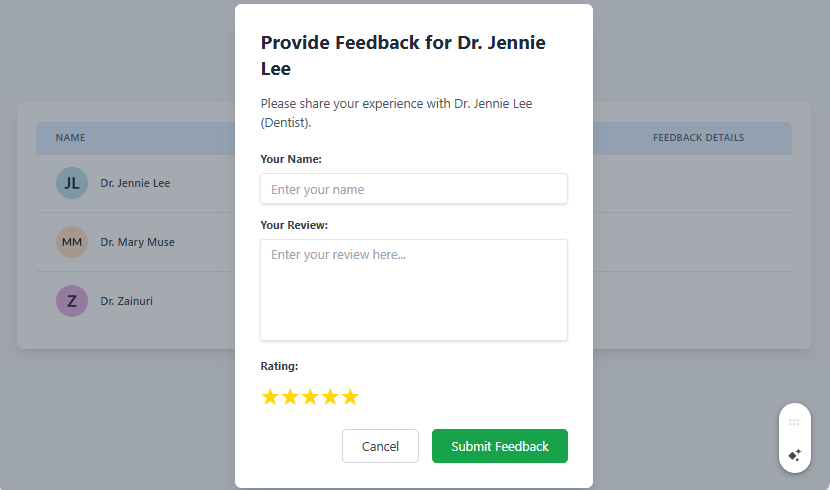 Provide Feedback for Dr. Jennie
Lee
Please share your experience with Dr. Jennie Lee
(Dentist).
Your Name:
Enter your name
Your Review:
Enter your review here...
Rating:
Cancel Submit Feedback
NAME FEEDBACK DETAILS
JL Dr. Jennie Lee
MM Dr. Mary Muse
Z Dr. Zainuri